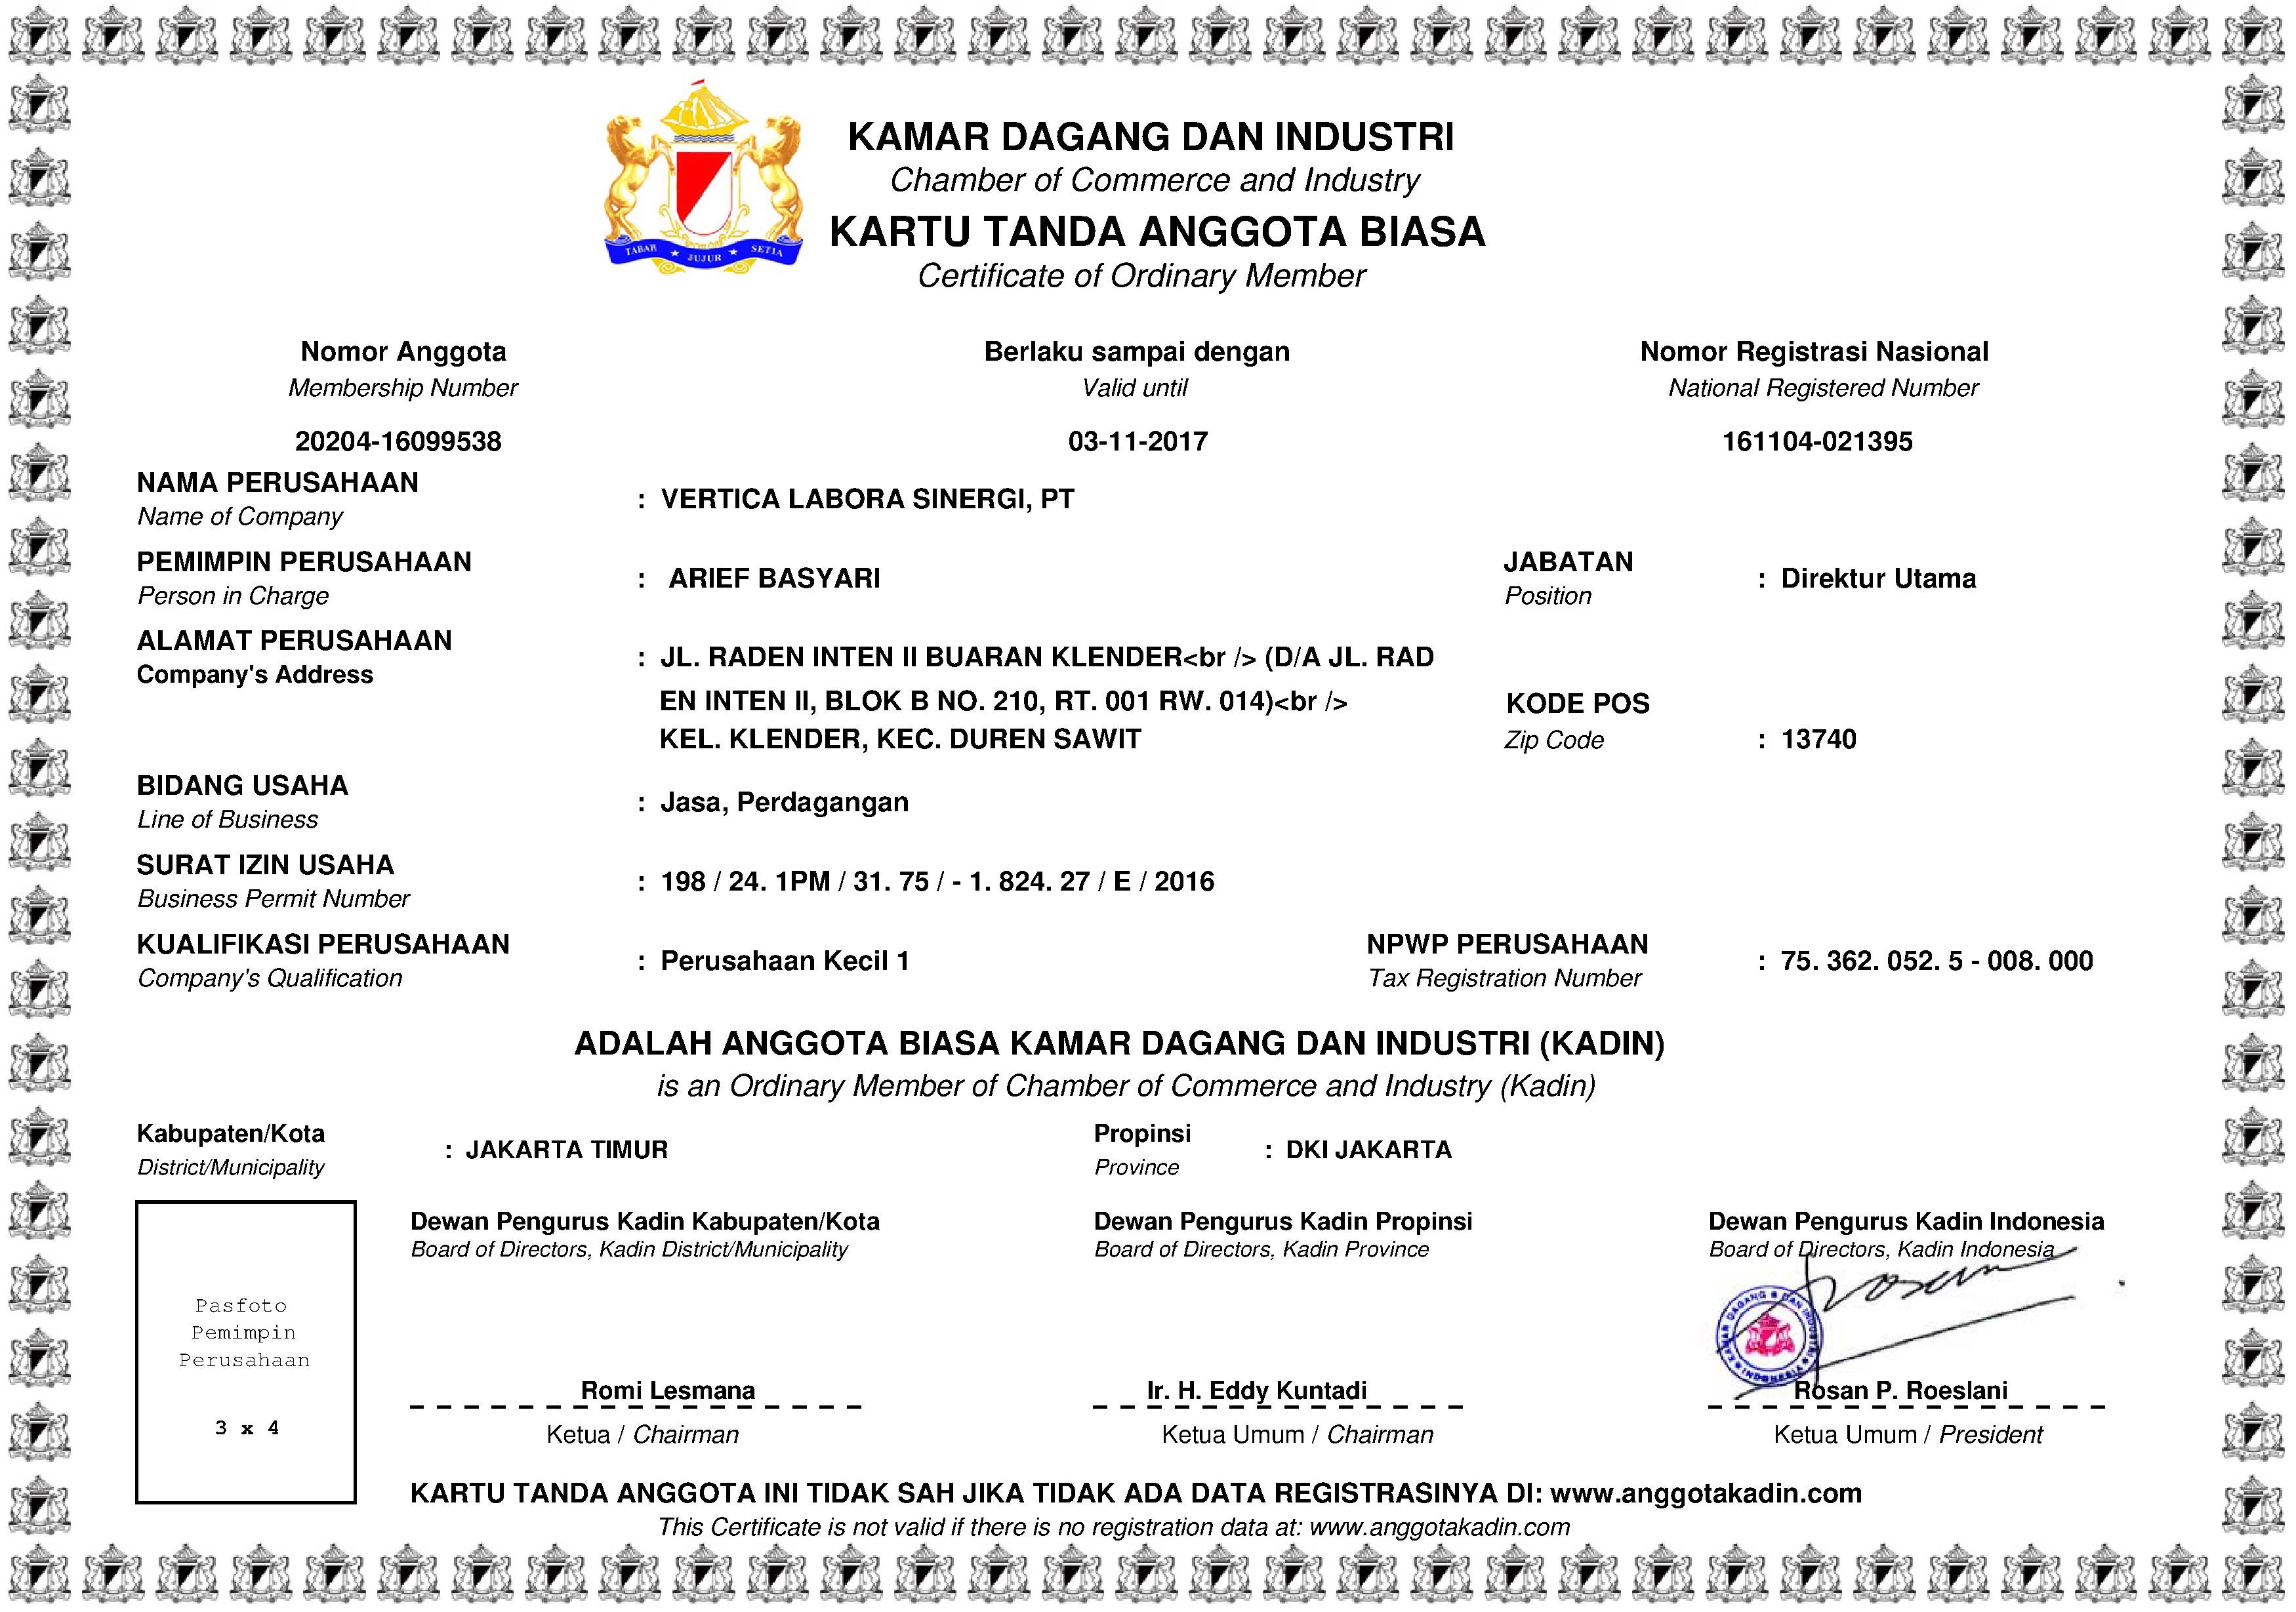 KAMAR DAGANG DAN INDUSTRI
Chamber of Commerce and Industry
KARTU TANDA ANGGOTA BIASA
Certificate of Ordinary Member
TABAH ★ JUJUR ★ SETIA
Nomor Anggota
Membership Number
20204-16099538
Berlaku sampai dengan
Valid until
03-11-2017
Nomor Registrasi Nasional
National Registered Number
161104-021395
NAMA PERUSAHAAN
Name of Company
: VERTICA LABORA SINERGI, PT
PEMIMPIN PERUSAHAAN
Person in Charge
: ARIEF BASYARI
JABATAN
Position
: Direktur Utama
ALAMAT PERUSAHAAN
Company's Address
: JL. RADEN INTEN II BUARAN KLENDER<br /> (D/A JL. RAD
EN INTEN II, BLOK B NO. 210, RT. 001 RW. 014)<br />
KEL. KLENDER, KEC. DUREN SAWIT
KODE POS
Zip Code
: 13740
BIDANG USAHA
Line of Business
: Jasa, Perdagangan
SURAT IZIN USAHA
Business Permit Number
: 198 / 24. 1PM / 31. 75 / - 1. 824. 27 / E / 2016
KUALIFIKASI PERUSAHAAN
Company's Qualification
: Perusahaan Kecil 1
NPWP PERUSAHAAN
Tax Registration Number
: 75. 362. 052. 5 - 008. 000
ADALAH ANGGOTA BIASA KAMAR DAGANG DAN INDUSTRI (KADIN)
is an Ordinary Member of Chamber of Commerce and Industry (Kadin)
Kabupaten/Kota
District/Municipality
: JAKARTA TIMUR
Propinsi
Province
: DKI JAKARTA
Pasfoto
Pemimpin
Perusahaan
3 x 4
Dewan Pengurus Kadin Kabupaten/Kota
Board of Directors, Kadin District/Municipality
Romi Lesmana
Ketua / Chairman
Dewan Pengurus Kadin Propinsi
Board of Directors, Kadin Province
Ir. H. Eddy Kuntadi
Ketua Umum / Chairman
Dewan Pengurus Kadin Indonesia
Board of Directors, Kadin Indonesia
KAMAR DAGANG DAN INDUSTRI INDONESIA
Rosan P. Roeslani
Ketua Umum / President
KARTU TANDA ANGGOTA INI TIDAK SAH JIKA TIDAK ADA DATA REGISTRASINYA DI: www.anggotakadin.com
This Certificate is not valid if there is no registration data at: www.anggotakadin.com